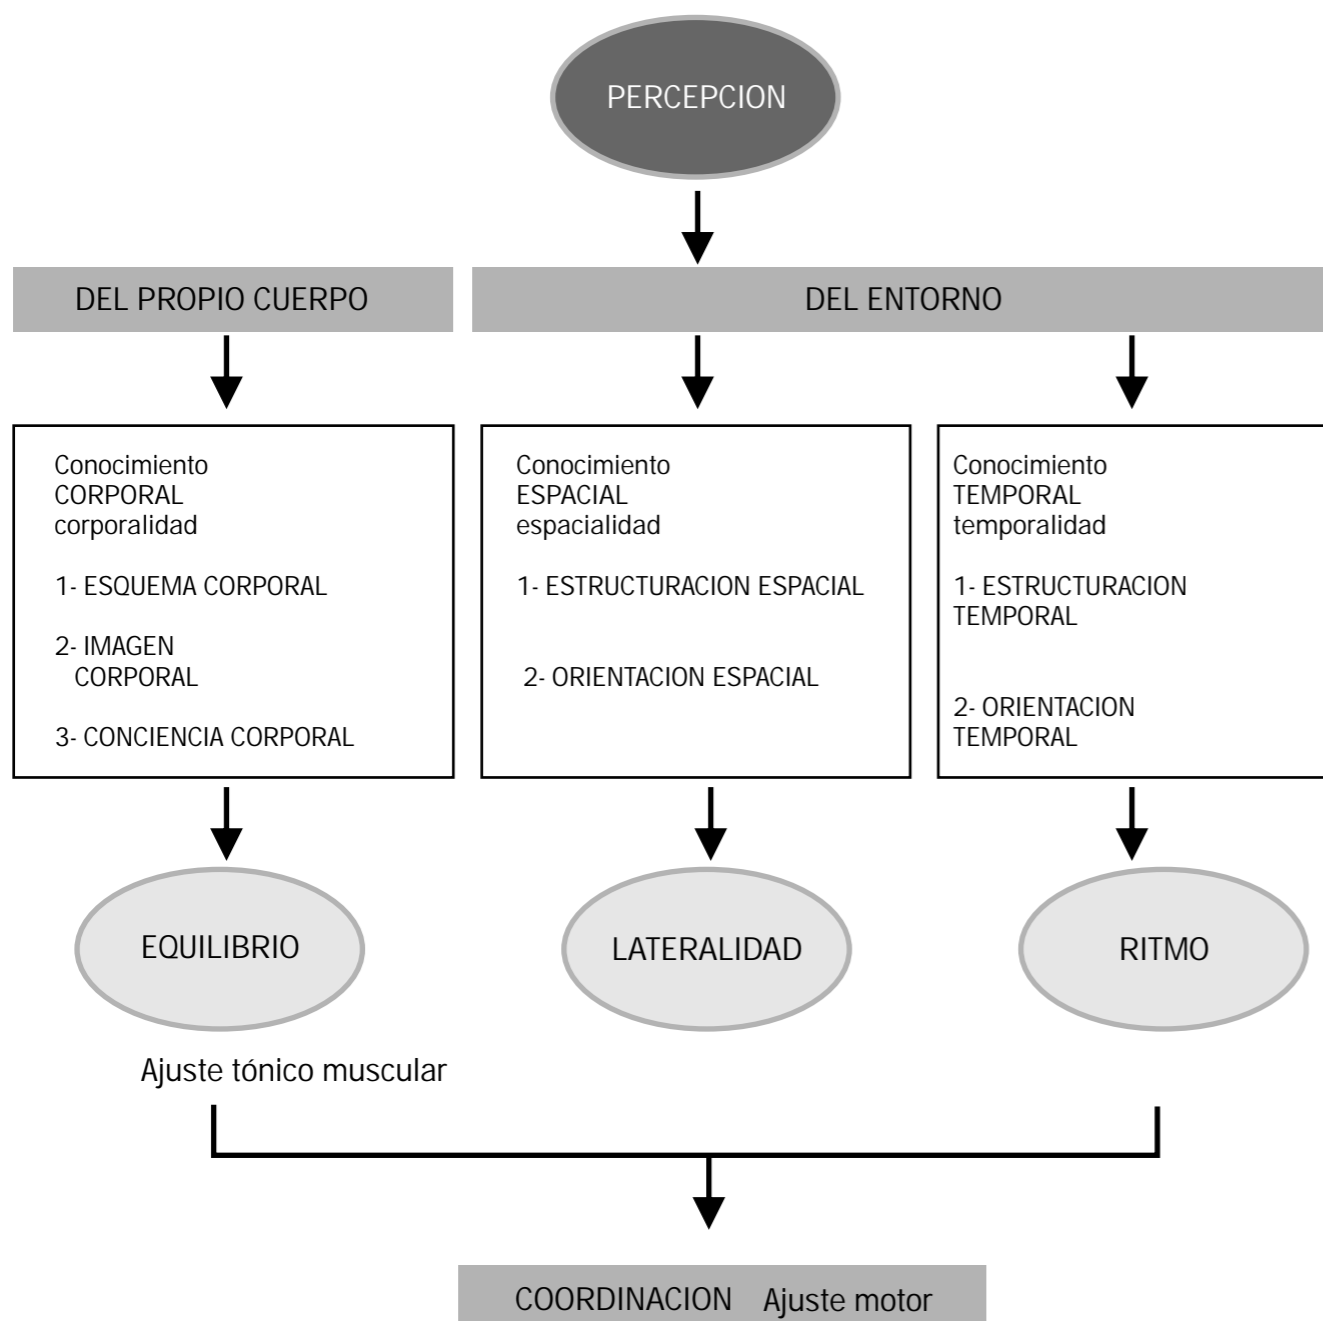 PERCEPCION
DEL PROPIO CUERPO
DEL ENTORNO
Conocimiento
CORPORAL
corporalidad
1- ESQUEMA CORPORAL
2- IMAGEN
CORPORAL
3- CONCIENCIA CORPORAL
Conocimiento
ESPACIAL
espacialidad
1- ESTRUCTURACION ESPACIAL
2- ORIENTACION ESPACIAL
Conocimiento
TEMPORAL
temporalidad
1- ESTRUCTURACION
TEMPORAL
2- ORIENTACION
TEMPORAL
EQUILIBRIO
LATERALIDAD
RITMO
Ajuste tónico muscular
COORDINACION Ajuste motor